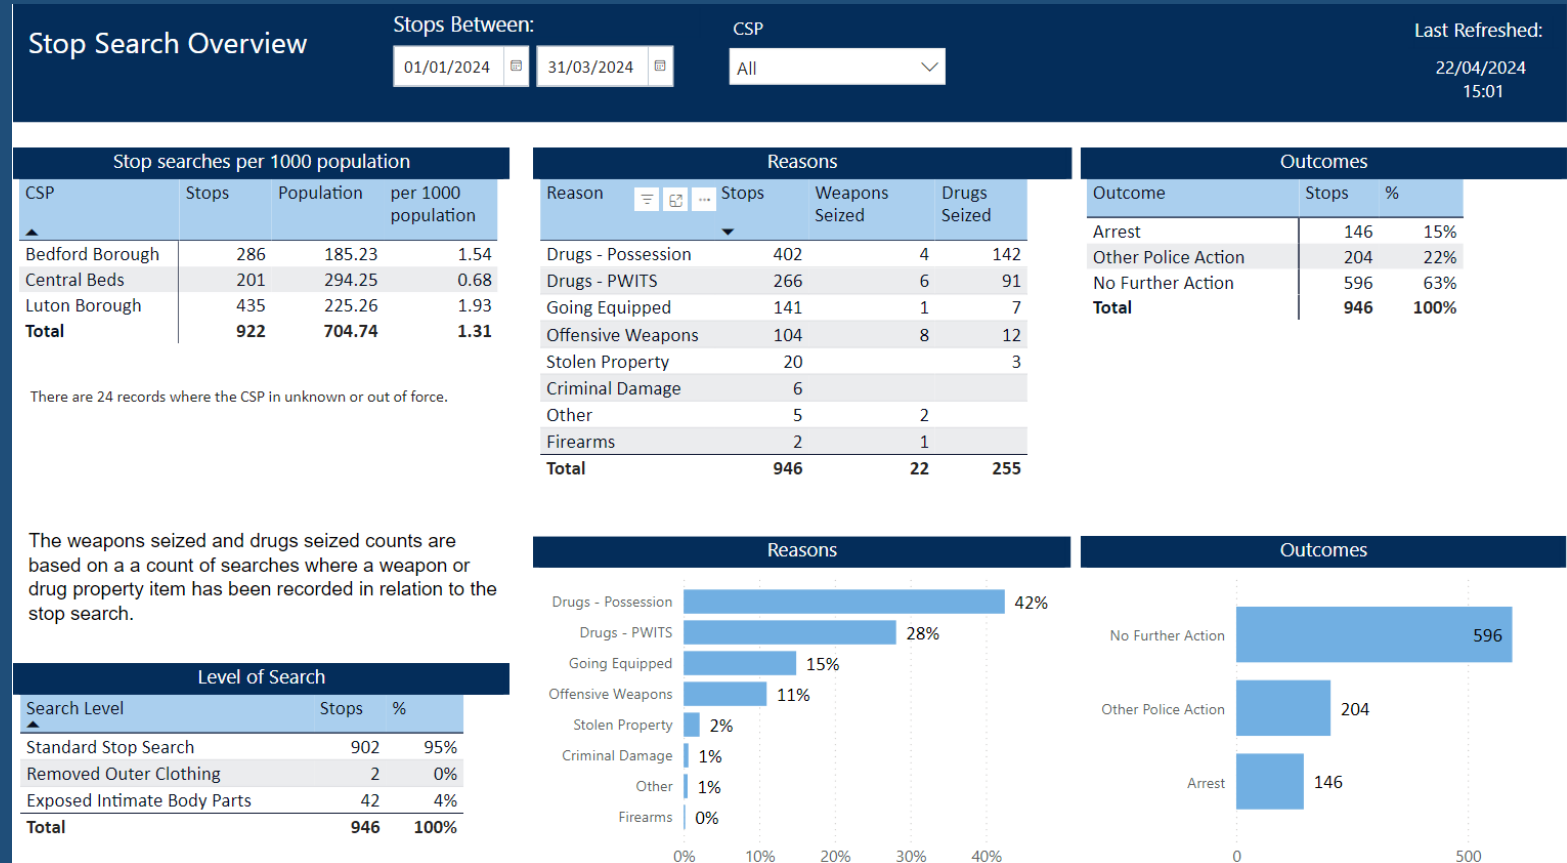 Stop Search Overview
Stops Between:
01/01/2024 31/03/2024
CSP
All
Last Refreshed:
22/04/2024
15:01
Stop searches per 1000 population
CSP Stops Population per 1000 population
Bedford Borough 286 185.23 1.54
Central Beds 201 294.25 0.68
Luton Borough 435 225.26 1.93
Total 922 704.74 1.31
There are 24 records where the CSP in unknown or out of force.
The weapons seized and drugs seized counts are
based on a a count of searches where a weapon or
drug property item has been recorded in relation to the
stop search.
Level of Search
Search Level Stops %
Standard Stop Search 902 95%
Removed Outer Clothing 2 0%
Exposed Intimate Body Parts 42 4%
Total 946 100%
Reasons
Reason Stops Weapons Seized Drugs Seized
Drugs - Possession 402 4 142
Drugs - PWITS 266 6 91
Going Equipped 141 1 7
Offensive Weapons 104 8 12
Stolen Property 20 3
Criminal Damage 6
Other 5 2
Firearms 2 1
Total 946 22 255
Reasons
Drugs - Possession 42%
Drugs - PWITS 28%
Going Equipped 15%
Offensive Weapons 11%
Stolen Property 2%
Criminal Damage 1%
Other 1%
Firearms 0%
0% 10% 20% 30% 40%
Outcomes
Outcome Stops %
Arrest 146 15%
Other Police Action 204 22%
No Further Action 596 63%
Total 946 100%
Outcomes
No Further Action 596
Other Police Action 204
Arrest 146
0 500